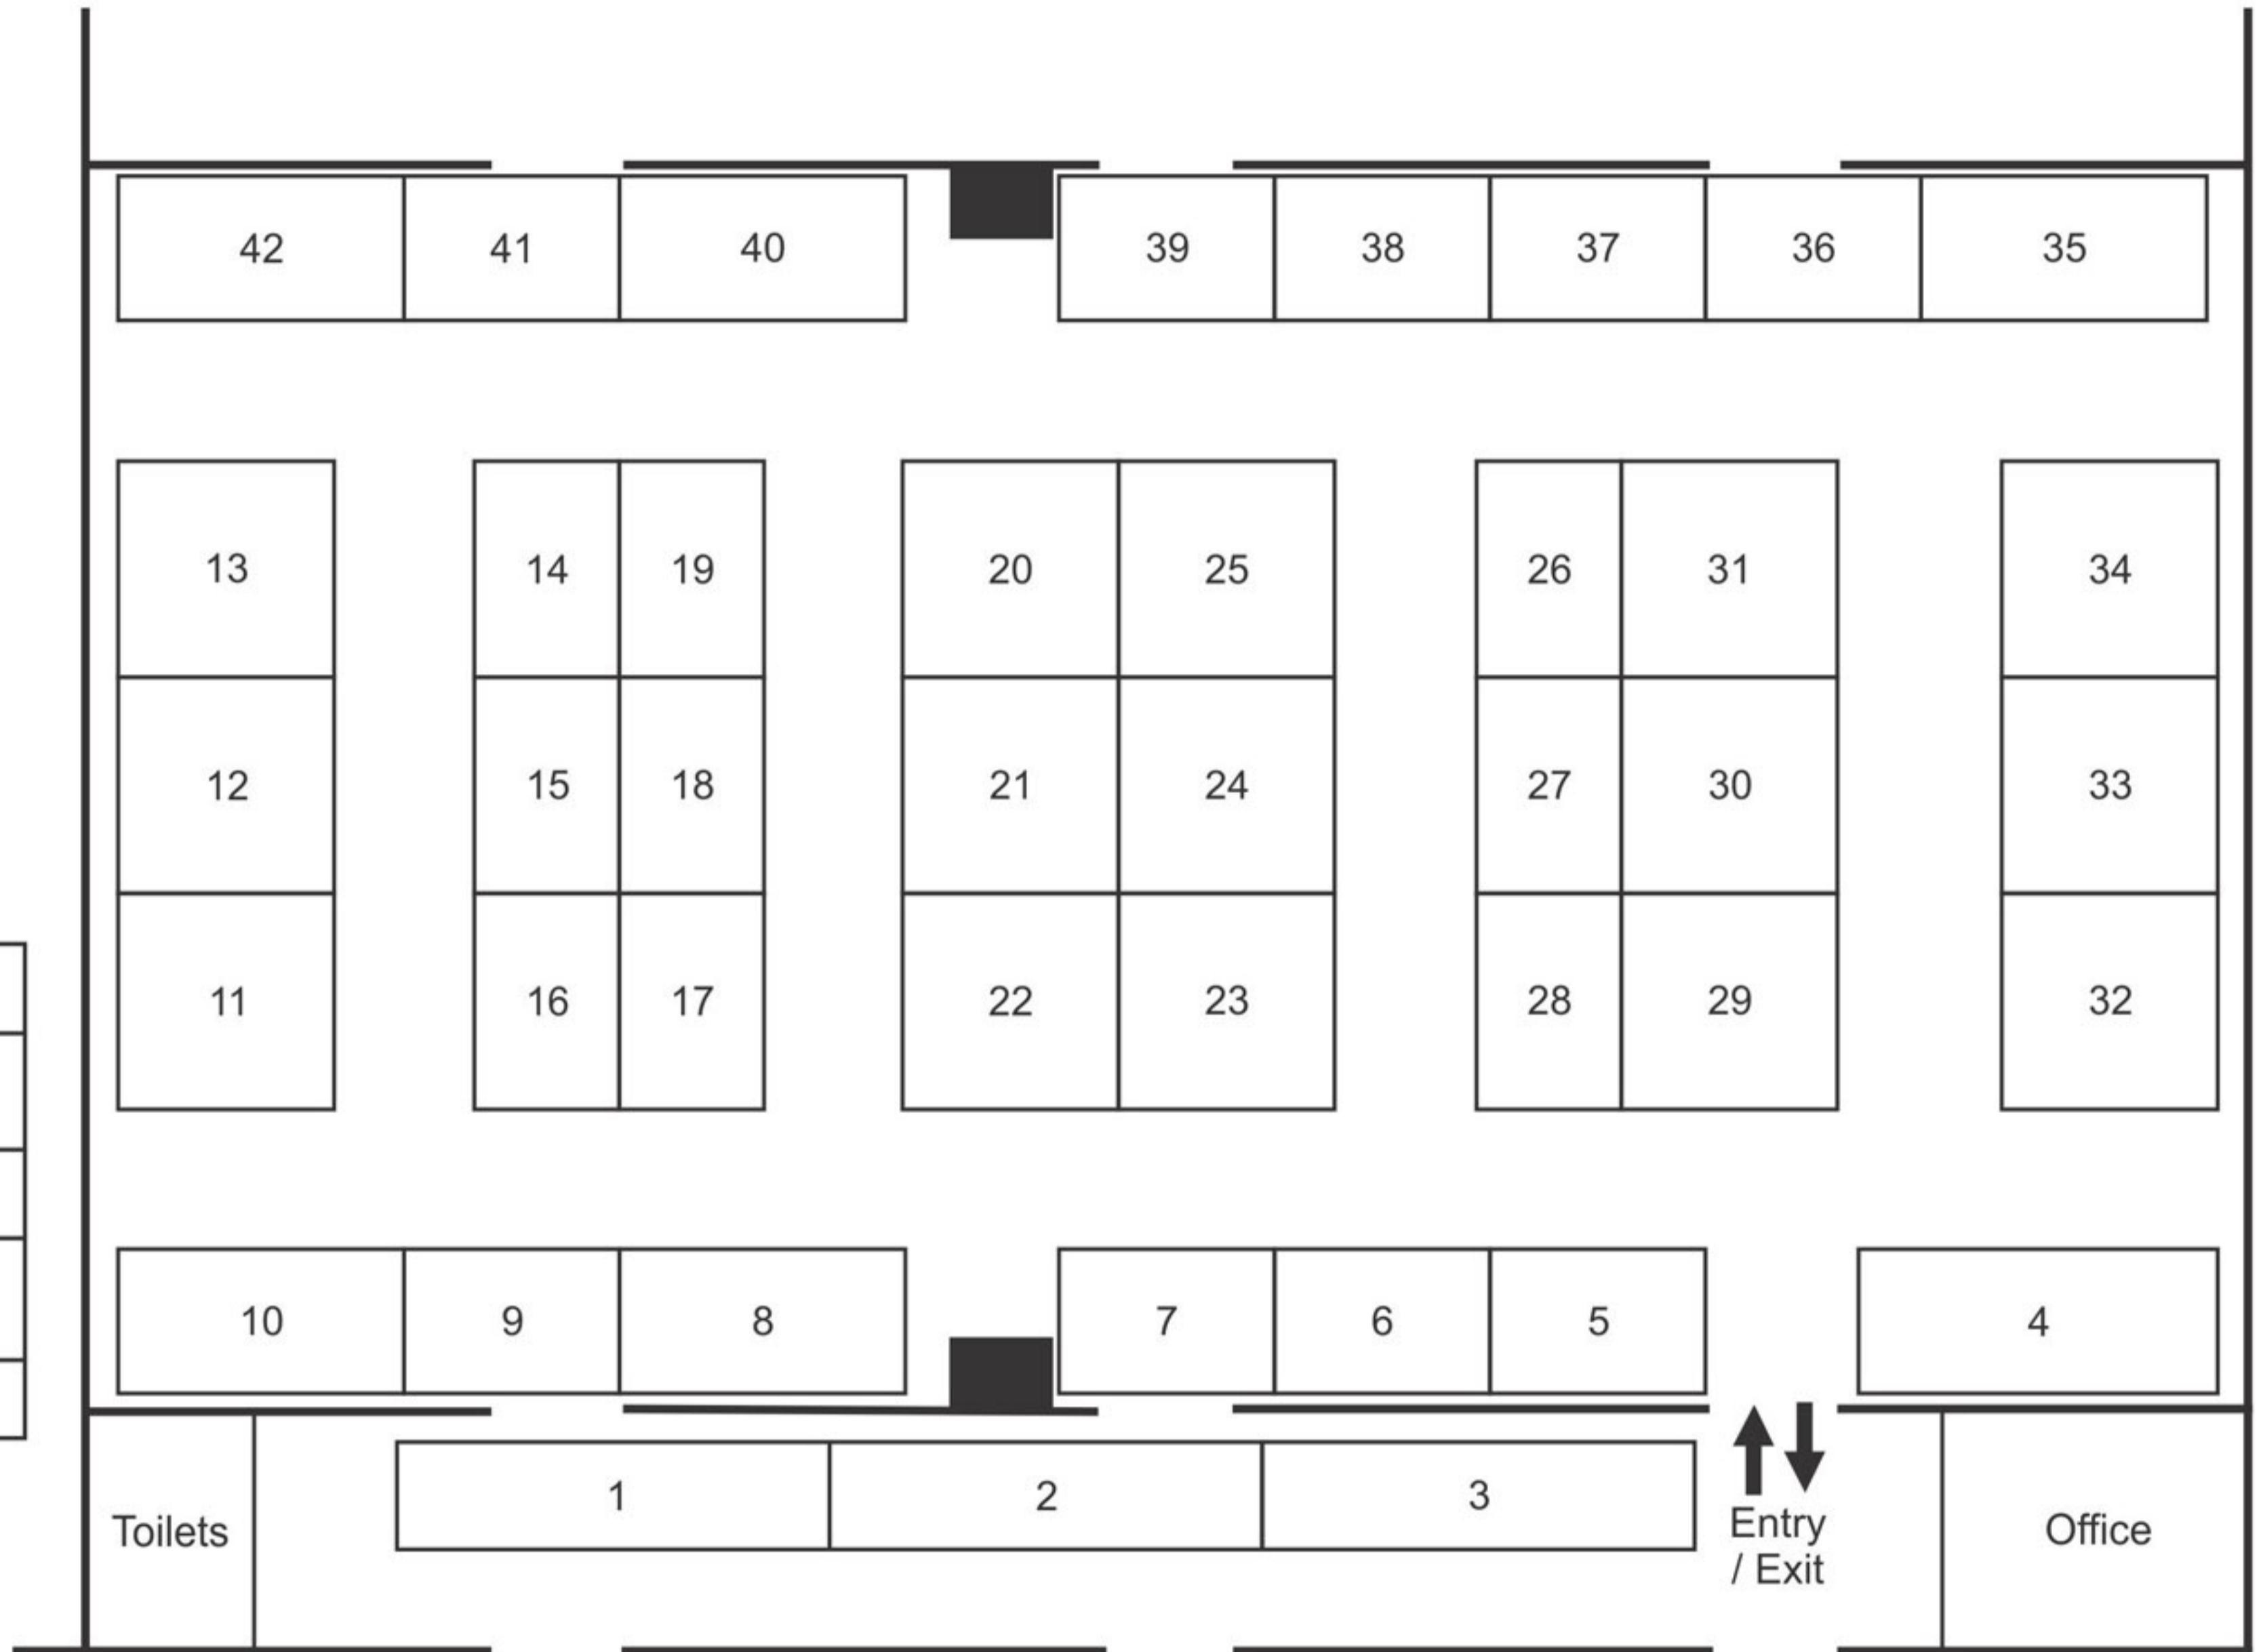 42 41 40 39 38 37 36 35
13 14 19 20 25 26 31 34
12 15 18 21 24 27 30 33
11 16 17 22 23 28 29 32
10 9 8 7 6 5 4
1 2 3
Toilets
Entry
/ Exit
Office